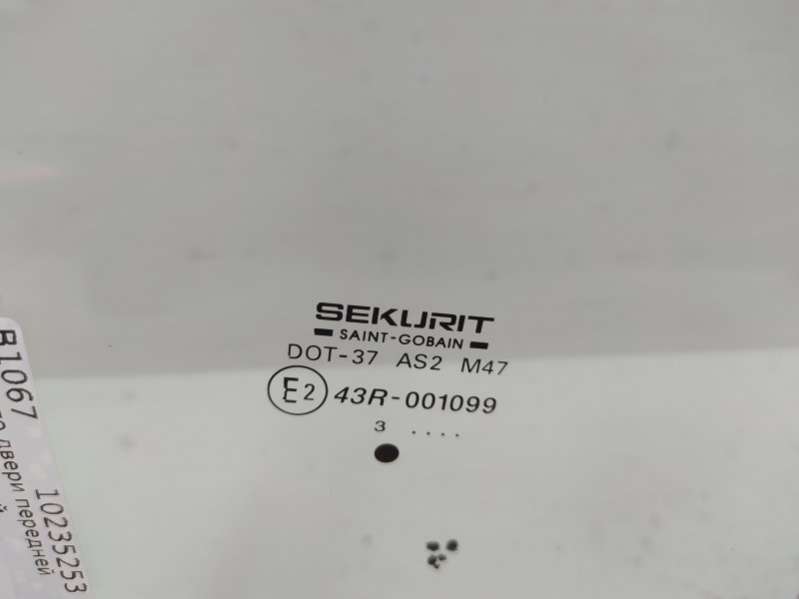 SEKURIT
SAINT-GOBAIN
DOT-37 AS2 M47
E2 43R-001099
3 ....
B1067
10235253
двери передней